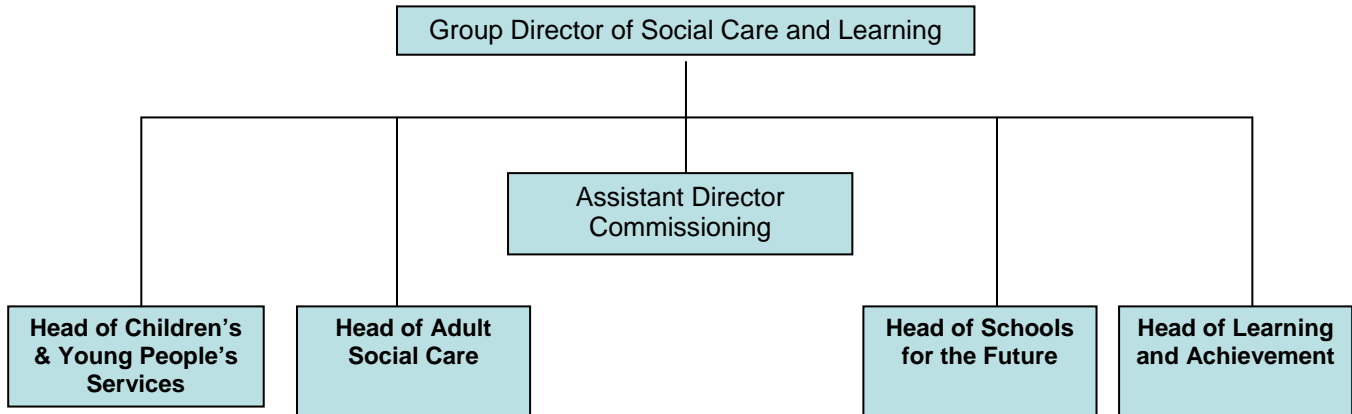 Group Director of Social Care and Learning
Assistant Director
Commissioning
Head of Children's
& Young People's
Services
Head of Adult
Social Care
Head of Schools
for the Future
Head of Learning
and Achievement